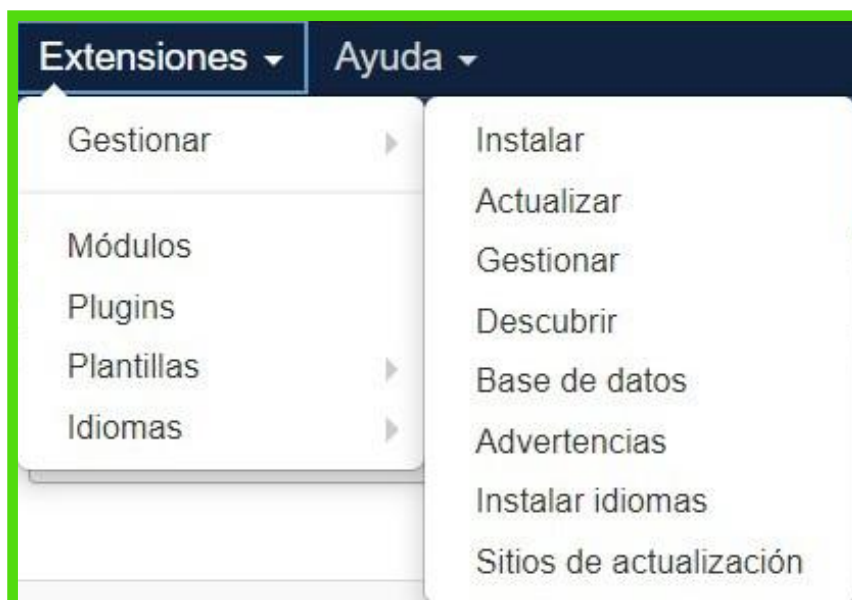 Extensiones
Ayuda
Gestionar
Módulos
Plugins
Plantillas
Idiomas
Instalar
Actualizar
Gestionar
Descubrir
Base de datos
Advertencias
Instalar idiomas
Sitios de actualización